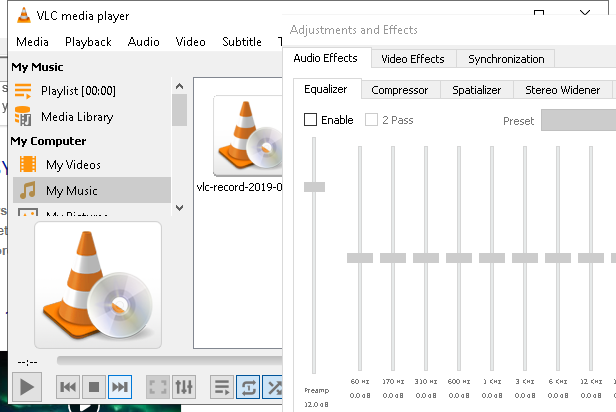 VLC media player
Media Playback Audio Video Subtitle
My Music
Playlist [00:00]
Media Library
My Computer
My Videos
My Music
My Pictures
vlc-record-2019-0
--:--
Adjustments and Effects
Audio Effects Video Effects Synchronization
Equalizer Compressor Spatializer Stereo Widener
Enable 2 Pass Preset
60 Hz 170 Hz 310 Hz 600 Hz 1 KHz 3 KHz 6 KHz 12 KHz
Preamp 0.0 dB 0.0 dB 0.0 dB 0.0 dB 0.0 dB 0.0 dB 0.0 dB 0.0
12.0 dB